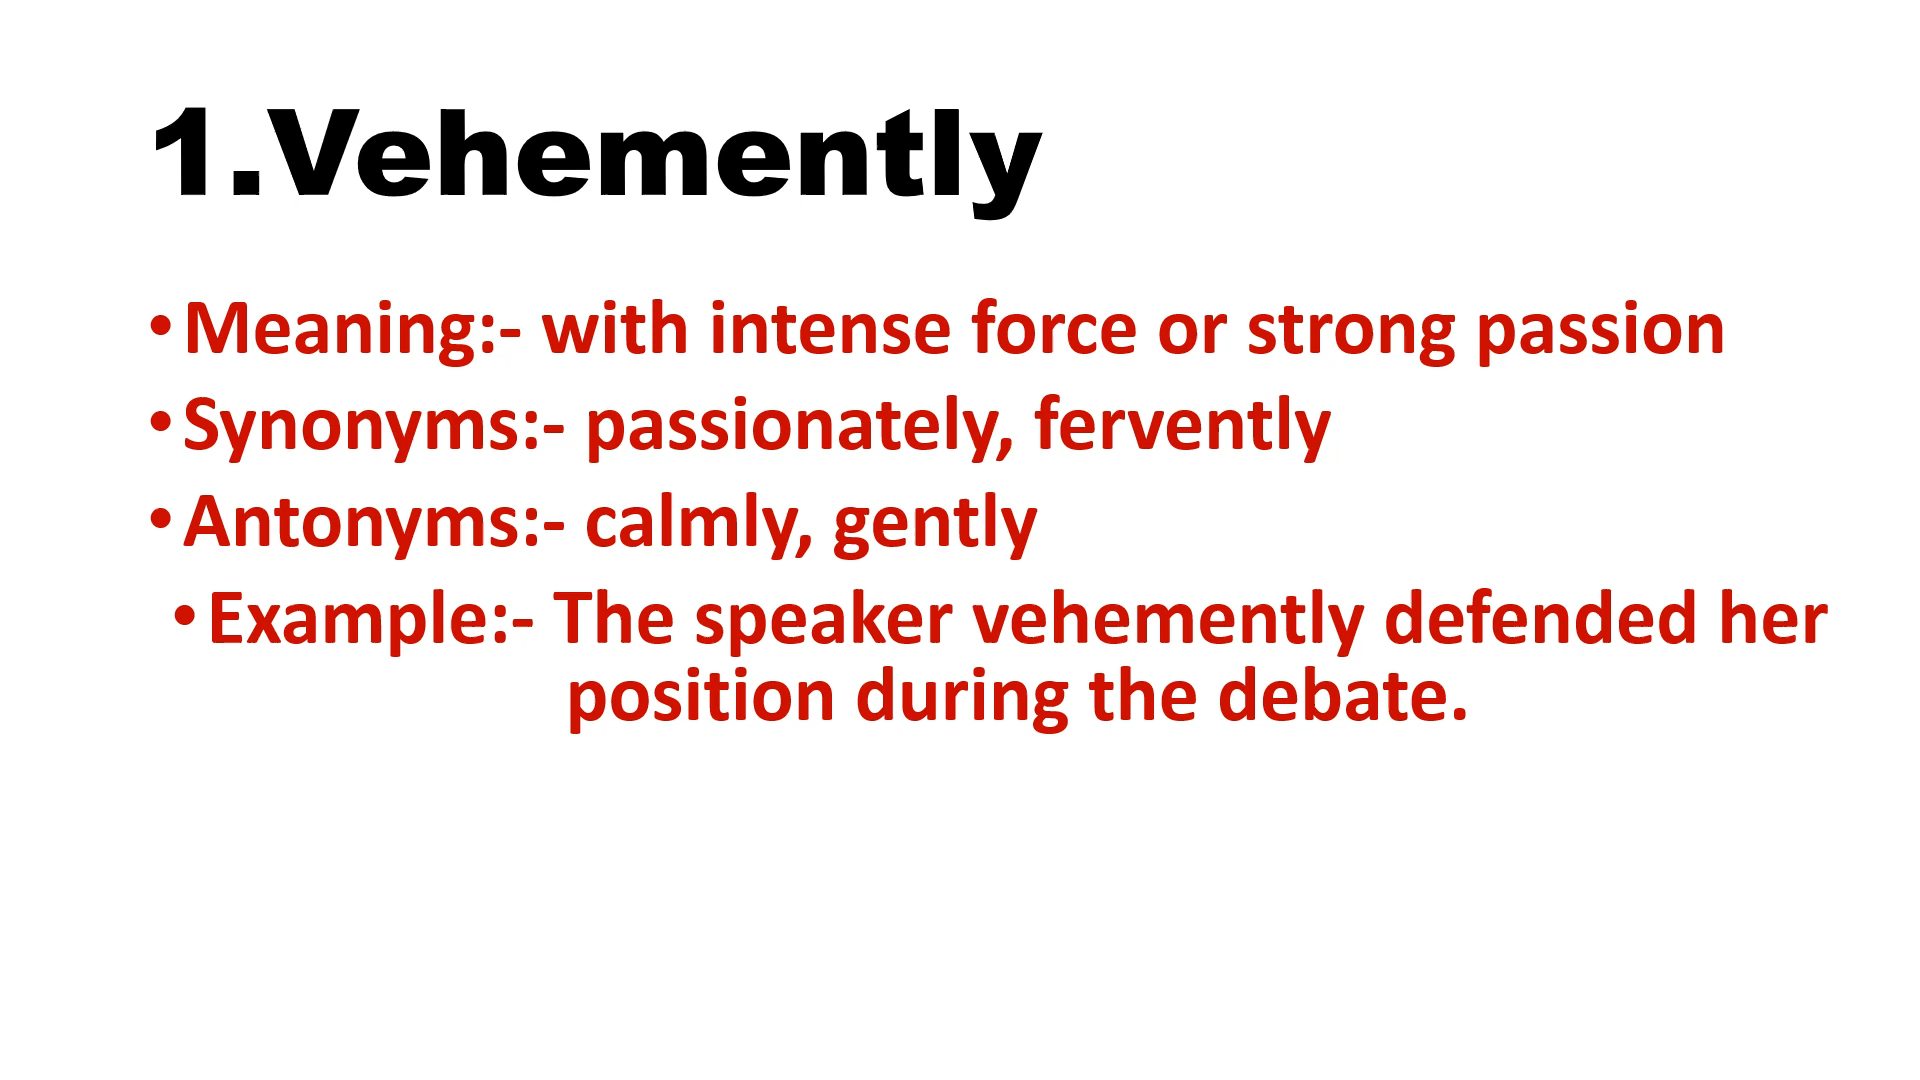 1.Vehemently
•Meaning:- with intense force or strong passion
•Synonyms:- passionately, fervently
•Antonyms:- calmly, gently
•Example:- The speaker vehemently defended her
position during the debate.